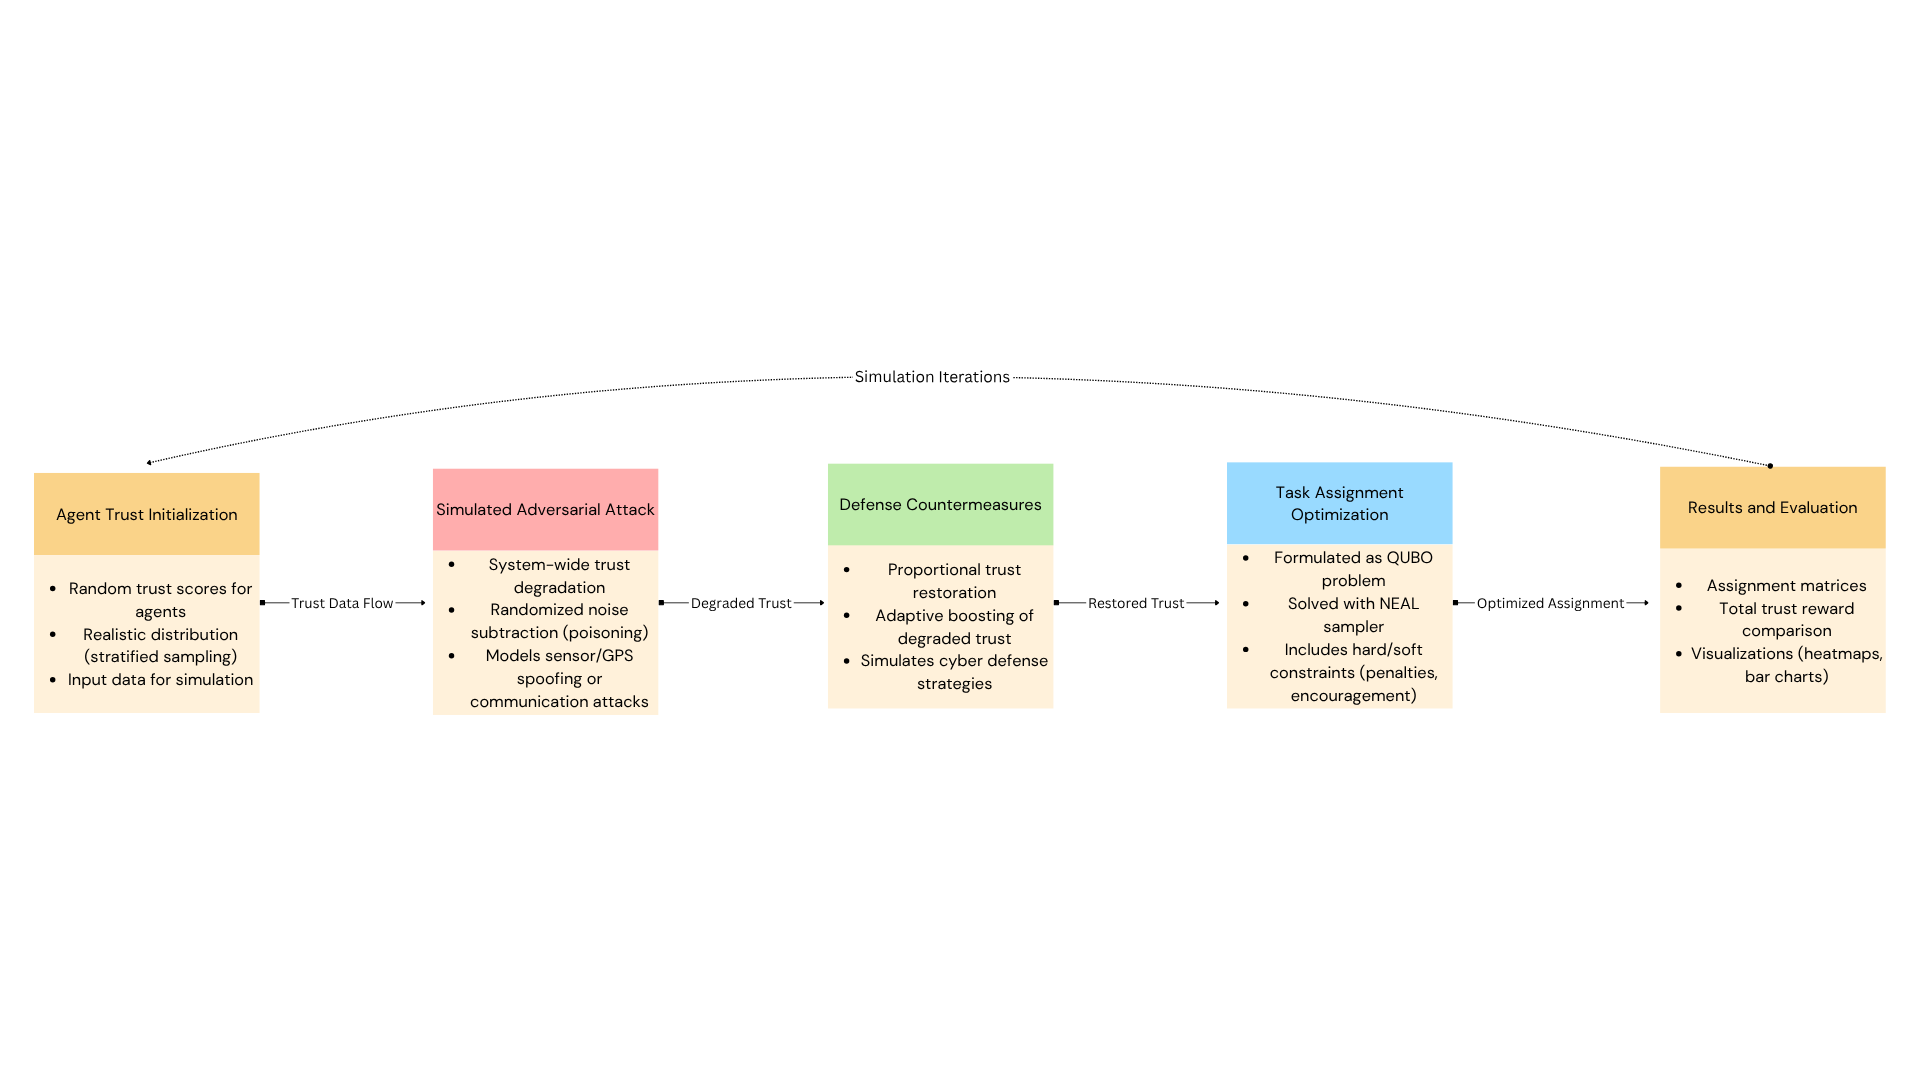 Simulation Iterations
Agent Trust Initialization
• Random trust scores for
agents
• Realistic distribution
(stratified sampling)
• Input data for simulation
Trust Data Flow
Simulated Adversarial Attack
• System-wide trust
degradation
• Randomized noise
subtraction (poisoning)
• Models sensor/GPS
spoofing or
communication attacks
Degraded Trust
Defense Countermeasures
• Proportional trust
restoration
• Adaptive boosting of
degraded trust
• Simulates cyber defense
strategies
Restored Trust
Task Assignment
Optimization
• Formulated as QUBO
problem
• Solved with NEAL
sampler
• Includes hard/soft
constraints (penalties,
encouragement)
Optimized Assignment
Results and Evaluation
• Assignment matrices
• Total trust reward
comparison
• Visualizations (heatmaps,
bar charts)